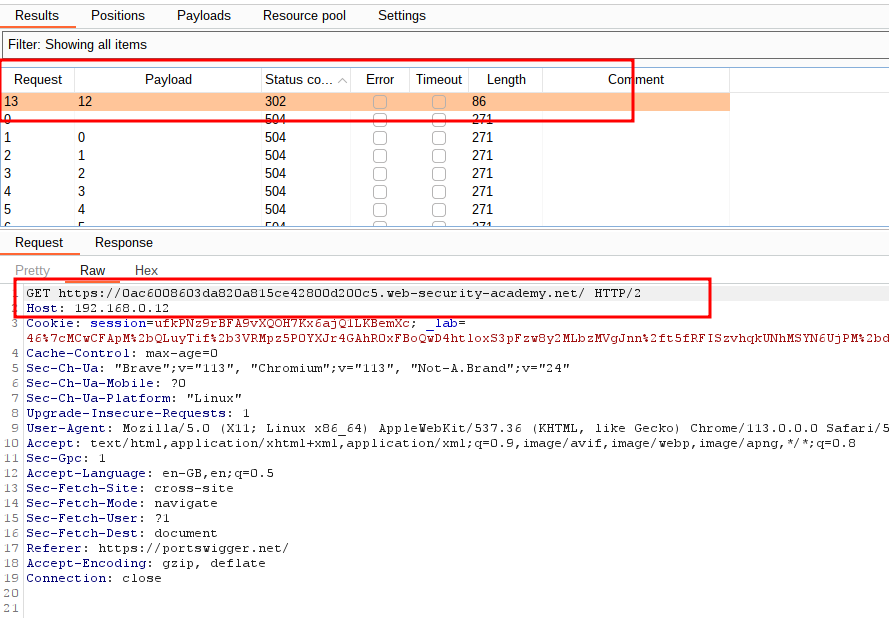 Results Positions Payloads Resource pool Settings
Filter: Showing all items
Request Payload Status co... Error Timeout Length Comment
13 12 302 86
0 504 271
1 0 504 271
2 1 504 271
3 2 504 271
4 3 504 271
5 4 504 271
6 5 504 271
Request Response
Pretty Raw Hex
1 GET https://0ac6008603da820a815ce42800d200c5.web-security-academy.net/ HTTP/2
2 Host: 192.168.0.12
3 Cookie: session=ufkPNz9rBFA9vXQOH7Kx6ajQ1LKBemXc; _lab=
46%7cMCwCFApM%2bQLuyTif%2b3VRMpz5P0YXJr4GAhR0xFBoQwD4htloxS3pFzw8y2MLbzMVgJnn%2ft5fRFISzvhqkUNhMSYN6UjPM%2bd
4 Cache-Control: max-age=0
5 Sec-Ch-Ua: "Brave";v="113", "Chromium";v="113", "Not-A.Brand";v="24"
6 Sec-Ch-Ua-Mobile: ?0
7 Sec-Ch-Ua-Platform: "Linux"
8 Upgrade-Insecure-Requests: 1
9 User-Agent: Mozilla/5.0 (X11; Linux x86_64) AppleWebKit/537.36 (KHTML, like Gecko) Chrome/113.0.0.0 Safari/5
10 Accept: text/html,application/xhtml+xml,application/xml;q=0.9,image/avif,image/webp,image/apng,*/*;q=0.8
11 Sec-Gpc: 1
12 Accept-Language: en-GB,en;q=0.5
13 Sec-Fetch-Site: cross-site
14 Sec-Fetch-Mode: navigate
15 Sec-Fetch-User: ?1
16 Sec-Fetch-Dest: document
17 Referer: https://portswigger.net/
18 Accept-Encoding: gzip, deflate
19 Connection: close
20
21